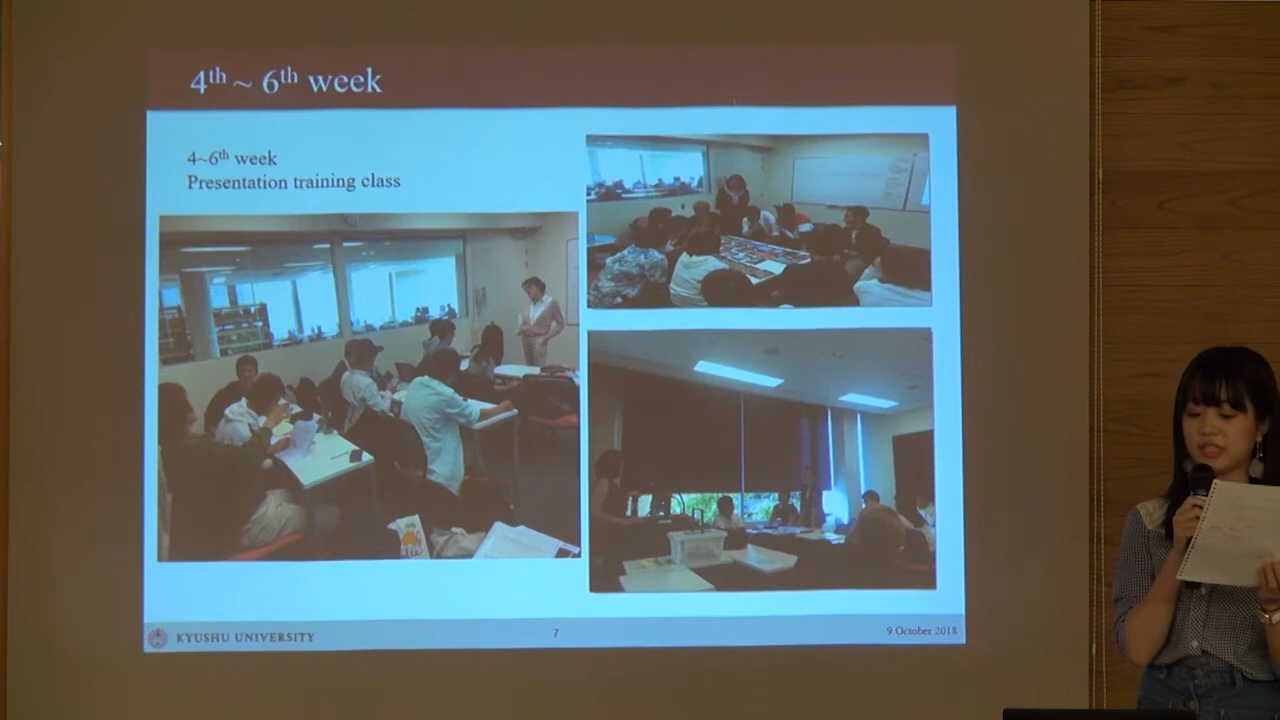 4th ~ 6th week
4~6th week
Presentation training class
KYUSHU UNIVERSITY
7
9 October 2018